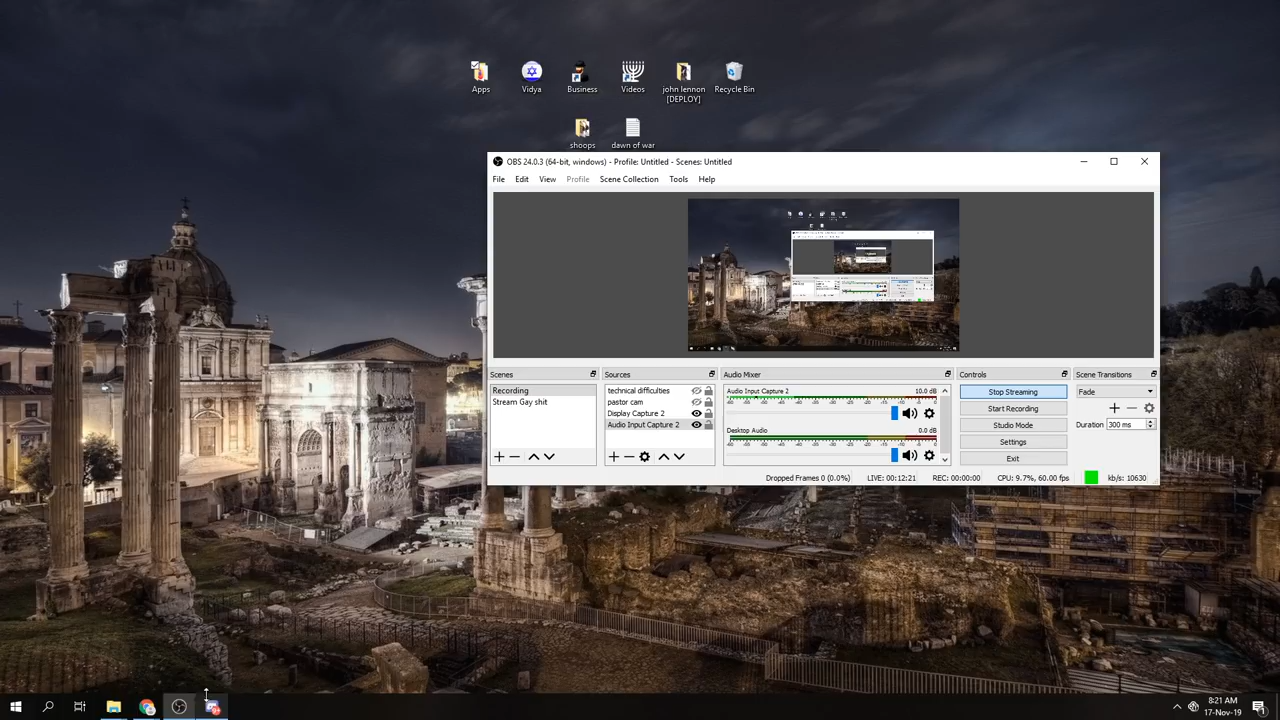 Apps
Vidya
Business
Videos
john lennon
[DEPLOY]
Recycle Bin
shoops
dawn of war
OBS 24.0.3 (64-bit, windows) - Profile: Untitled - Scenes: Untitled
File Edit View Profile Scene Collection Tools Help
Scenes
Recording
Stream Gay shit
Sources
technical difficulties
pastor cam
Display Capture 2
Audio Input Capture 2
Audio Mixer
Audio Input Capture 2 10.0 dB
Desktop Audio 0.0 dB
Controls
Stop Streaming
Start Recording
Studio Mode
Settings
Exit
Scene Transitions
Fade
Duration 300 ms
Dropped Frames 0 (0.0%) LIVE: 00:12:21 REC: 00:00:00 CPU: 9.7%, 60.00 fps kb/s: 10630
8:21 AM
17-Nov-19